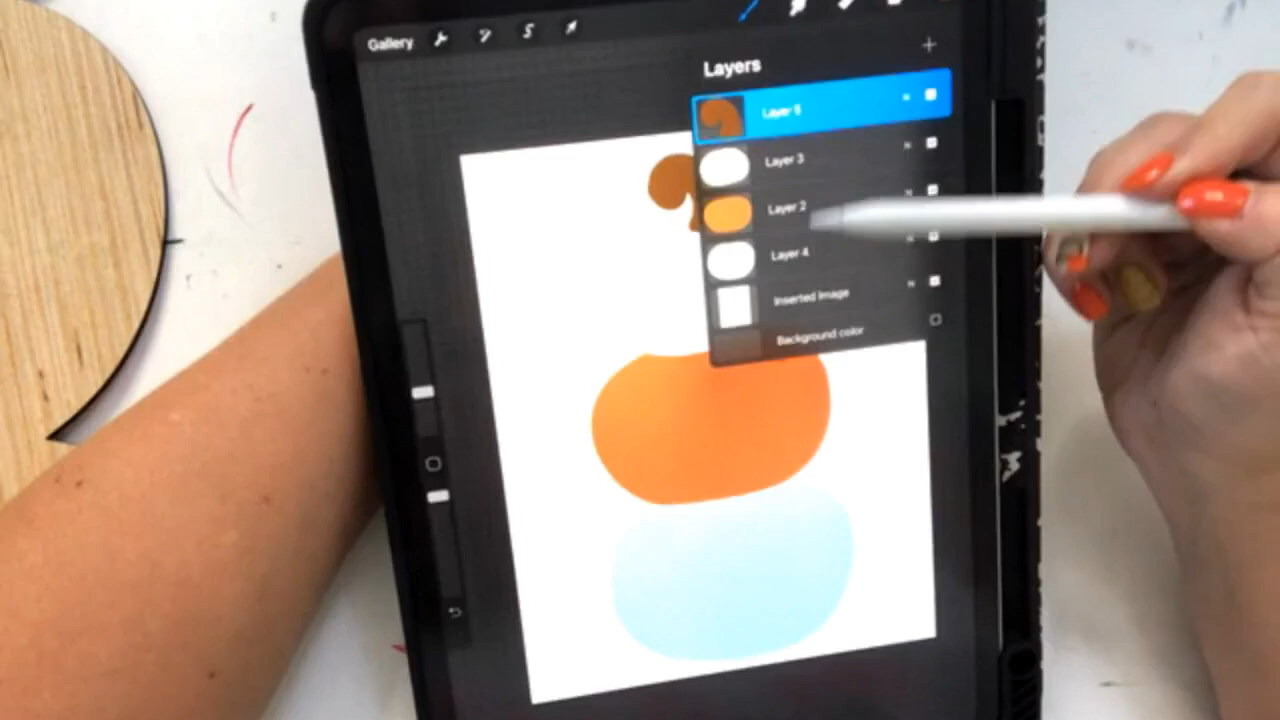 Gallery
Layers
Layer 5
N
Layer 3
N
Layer 2
N
Layer 4
N
Inserted Image
N
Background color